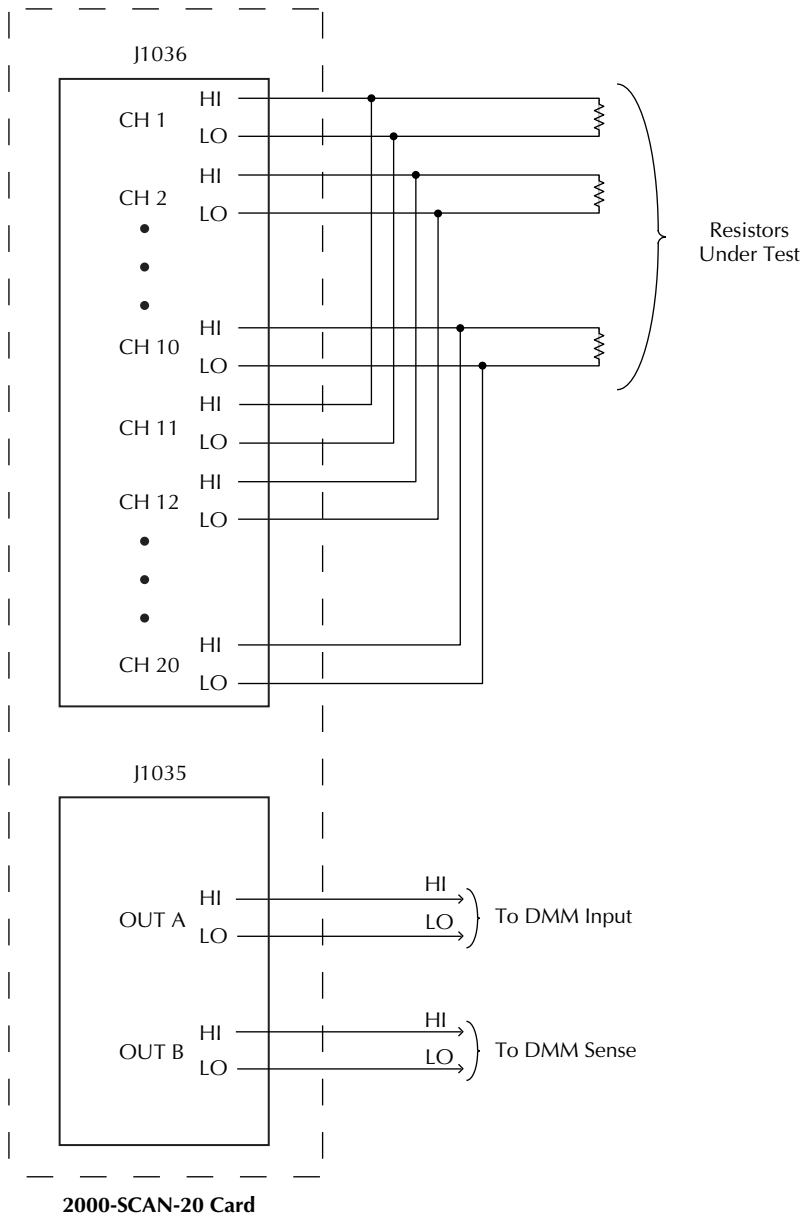 J1036
CH 1
HI
LO
CH 2
HI
LO
CH 10
HI
LO
CH 11
HI
LO
CH 12
HI
LO
CH 20
HI
LO
Resistors
Under Test
J1035
OUT A
HI
LO
HI
LO
To DMM Input
OUT B
HI
LO
HI
LO
To DMM Sense
2000-SCAN-20 Card